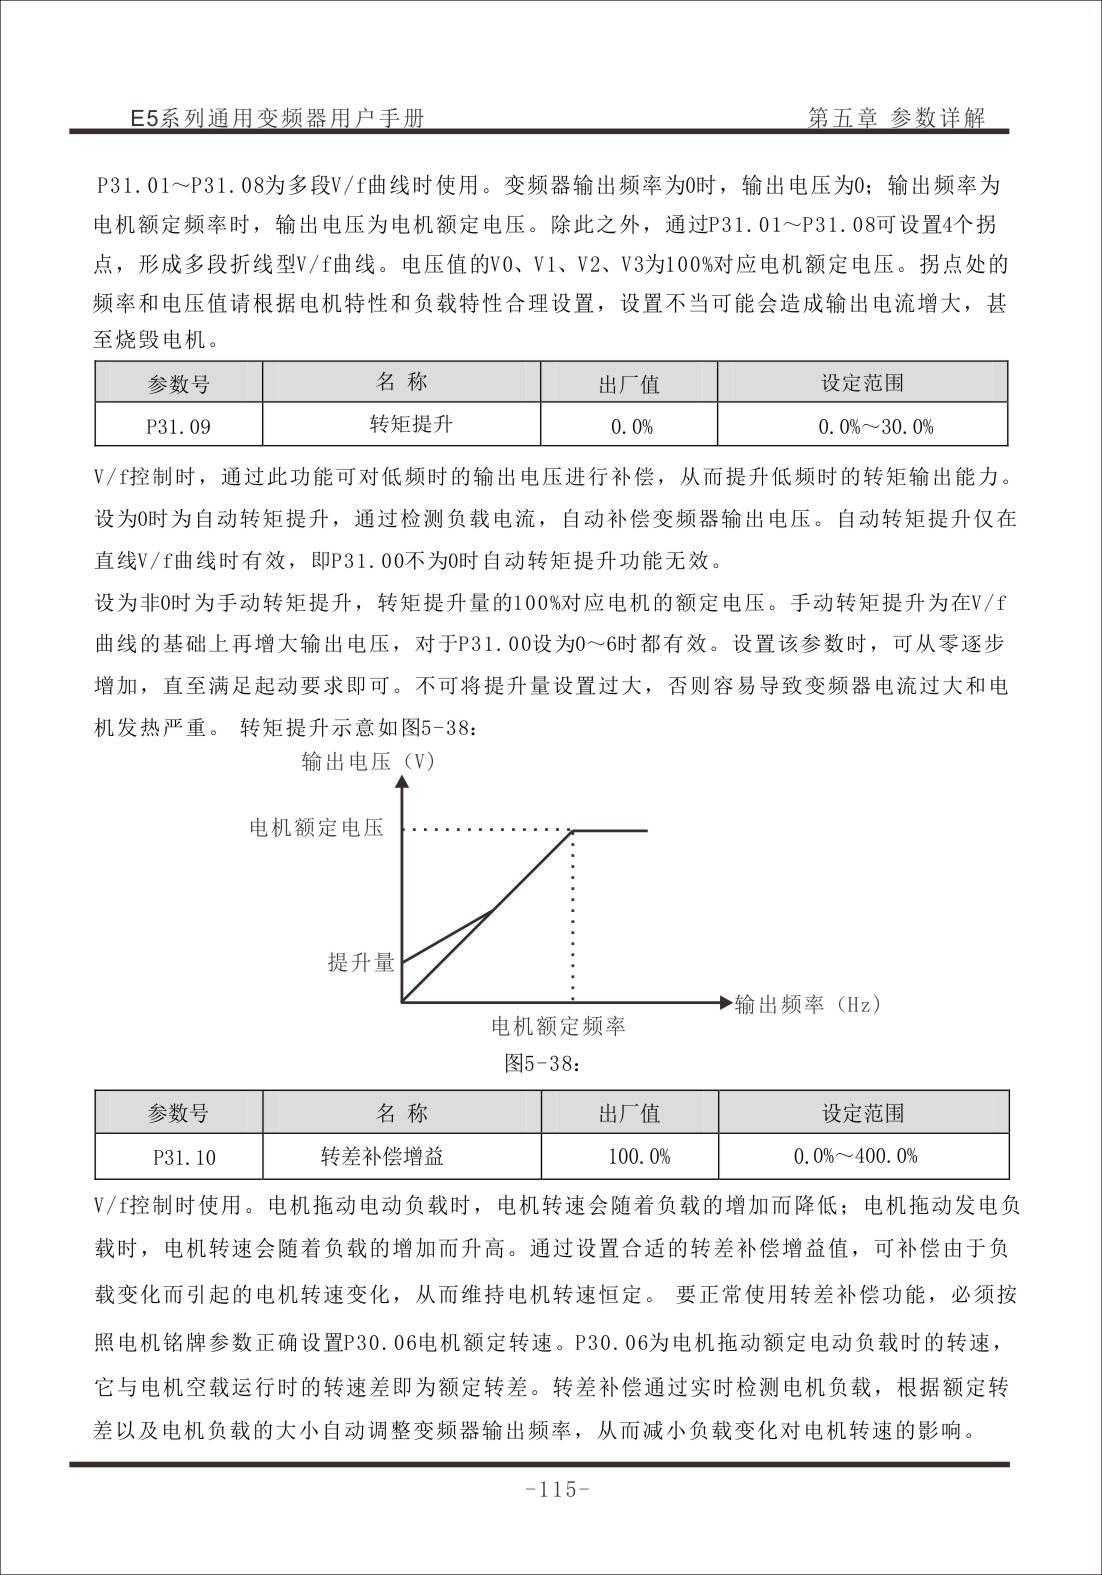 E5系列通用变频器用户手册 第五章 参数详解
P31.01～P31.08为多段V/f曲线时使用。变频器输出频率为0时，输出电压为0；输出频率为
电机额定频率时，输出电压为电机额定电压。除此之外，通过P31.01～P31.08可设置4个拐
点，形成多段折线型V/f曲线。电压值的V0、V1、V2、V3为100%对应电机额定电压。拐点处的
频率和电压值请根据电机特性和负载特性合理设置，设置不当可能会造成输出电流增大，甚
至烧毁电机。
参数号 名 称 出厂值 设定范围
P31.09 转矩提升 0.0% 0.0%～30.0%
V/f控制时，通过此功能可对低频时的输出电压进行补偿，从而提升低频时的转矩输出能力。
设为0时为自动转矩提升，通过检测负载电流，自动补偿变频器输出电压。自动转矩提升仅在
直线V/f曲线时有效，即P31.00不为0时自动转矩提升功能无效。
设为非0时为手动转矩提升，转矩提升量的100%对应电机的额定电压。手动转矩提升为在V/f
曲线的基础上再增大输出电压，对于P31.00设为0～6时都有效。设置该参数时，可从零逐步
增加，直至满足起动要求即可。不可将提升量设置过大，否则容易导致变频器电流过大和电
机发热严重。 转矩提升示意如图5-38：
输出电压（V）
电机额定电压
提升量
输出频率（Hz）
电机额定频率
图5-38：
参数号 名 称 出厂值 设定范围
P31.10 转差补偿增益 100.0% 0.0%～400.0%
V/f控制时使用。电机拖动电动负载时，电机转速会随着负载的增加而降低；电机拖动发电负
载时，电机转速会随着负载的增加而升高。通过设置合适的转差补偿增益值，可补偿由于负
载变化而引起的电机转速变化，从而维持电机转速恒定。 要正常使用转差补偿功能，必须按
照电机铭牌参数正确设置P30.06电机额定转速。P30.06为电机拖动额定电动负载时的转速，
它与电机空载运行时的转速差即为额定转差。转差补偿通过实时检测电机负载，根据额定转
差以及电机负载的大小自动调整变频器输出频率，从而减小负载变化对电机转速的影响。
-115-